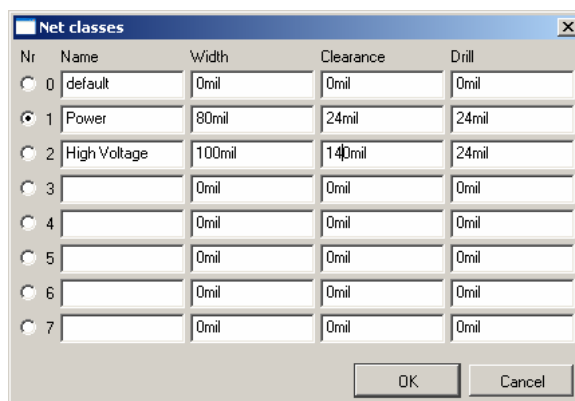 Net classes
Nr Name Width Clearance Drill
0 default 0mil 0mil 0mil
1 Power 80mil 24mil 24mil
2 High Voltage 100mil 140mil 24mil
3 0mil 0mil 0mil
4 0mil 0mil 0mil
5 0mil 0mil 0mil
6 0mil 0mil 0mil
7 0mil 0mil 0mil
OK Cancel